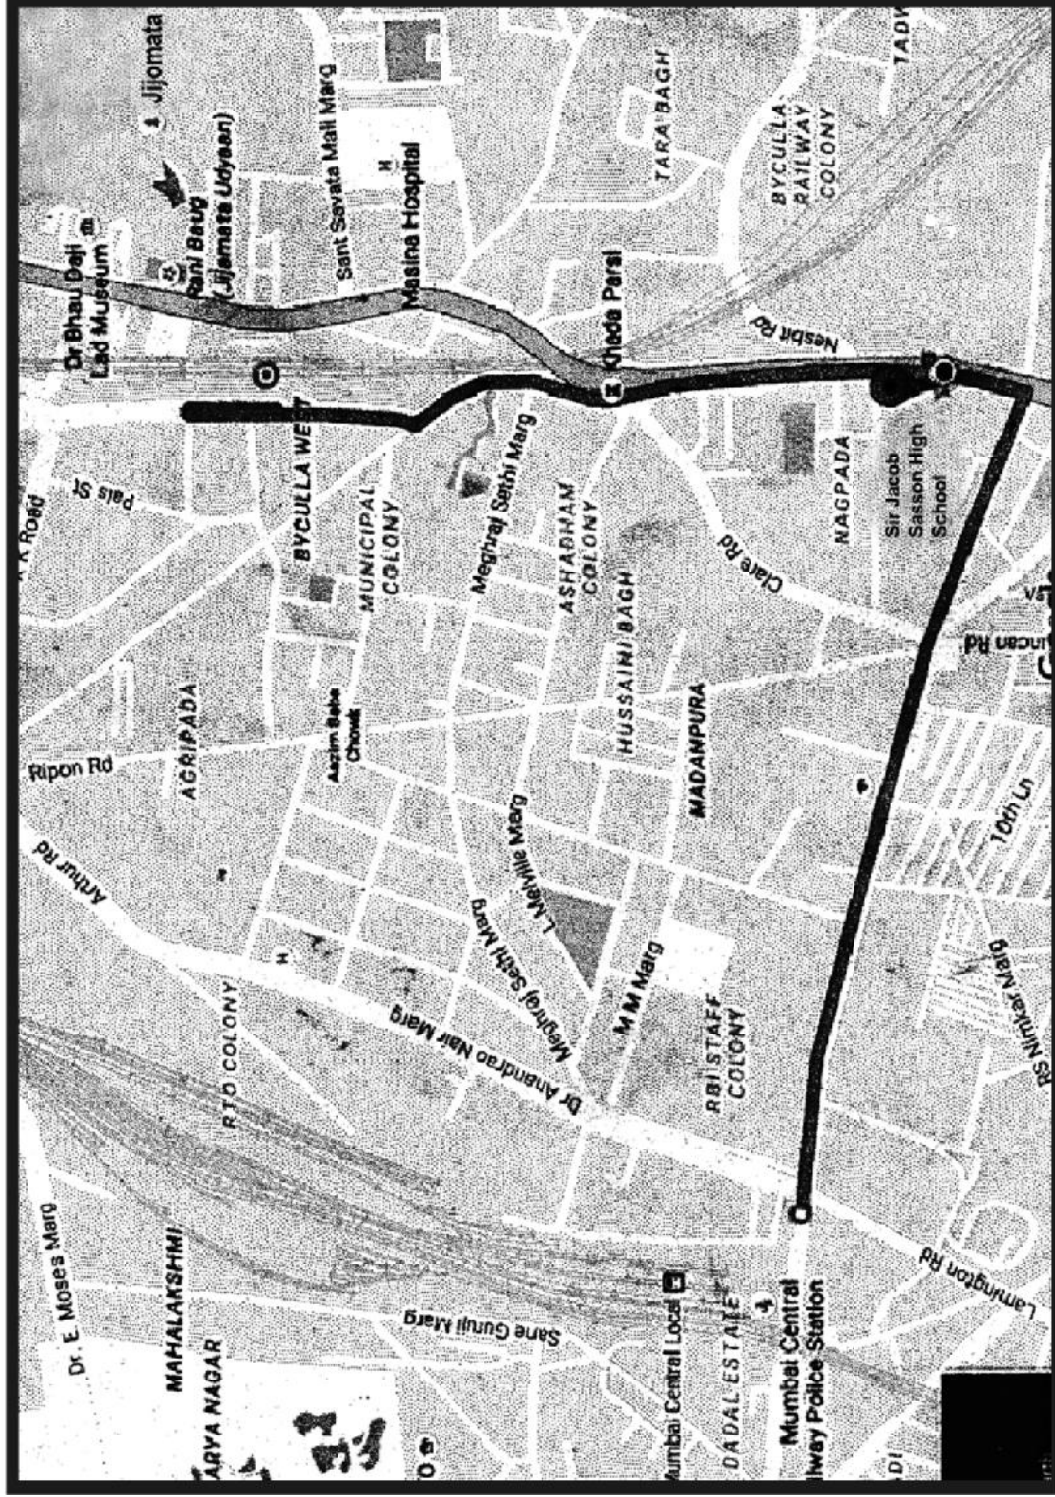 Jijomata
TARA BAGH
BYCULLA
RAILWAY
COLONY
Sant Savata Mali Marg
H
Masina Hospital
Rani Baug
(Jijamata Udyaan)
Dr Bhau Daji
Lad Museum
Khada Parsi
Nesbit Rd
Pais St
BYCULLA WEST
MUNICIPAL
COLONY
Meghraj Sethi Marg
ASHADHAM
COLONY
NAGPADA
Sir Jacob
Sasson High
School
Clare Rd
HUSSAINI BAGH
MADANPURA
AGRIPADA
Ripon Rd
Aazim Baba
Chowk
Arthur Rd
10th Ln
L. Melville Marg
Meghraj Sethi Marg
H
M M Marg
RS Nimkar Marg
RTO COLONY
Dr Anandrao Nair Marg
RBI STAFF
COLONY
Dr. E. Moses Marg
MAHALAKSHMI
ARYA NAGAR
Sane Guruji Marg
Mumbai Central Local
DADAL ESTATE
Mumbai Central
lway Police Station
Lamington Rd